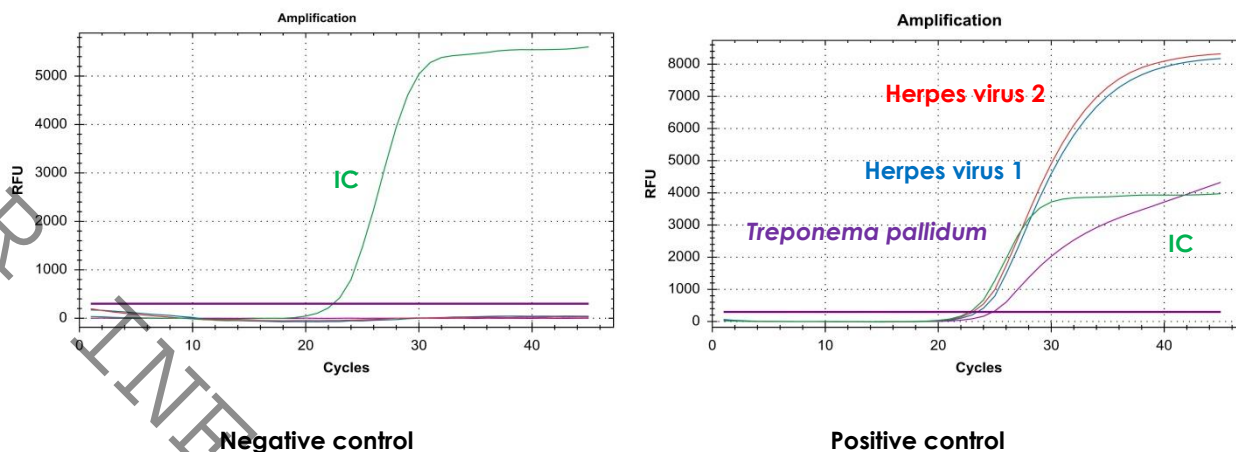 Amplification
5000
4000
3000
2000
1000
0
RFU
IC
0
10
20
30
40
Cycles
Negative control
Amplification
8000
7000
6000
5000
4000
3000
2000
1000
0
RFU
Herpes virus 2
Herpes virus 1
Treponema pallidum
IC
0
10
20
30
40
Cycles
Positive control
R
INF